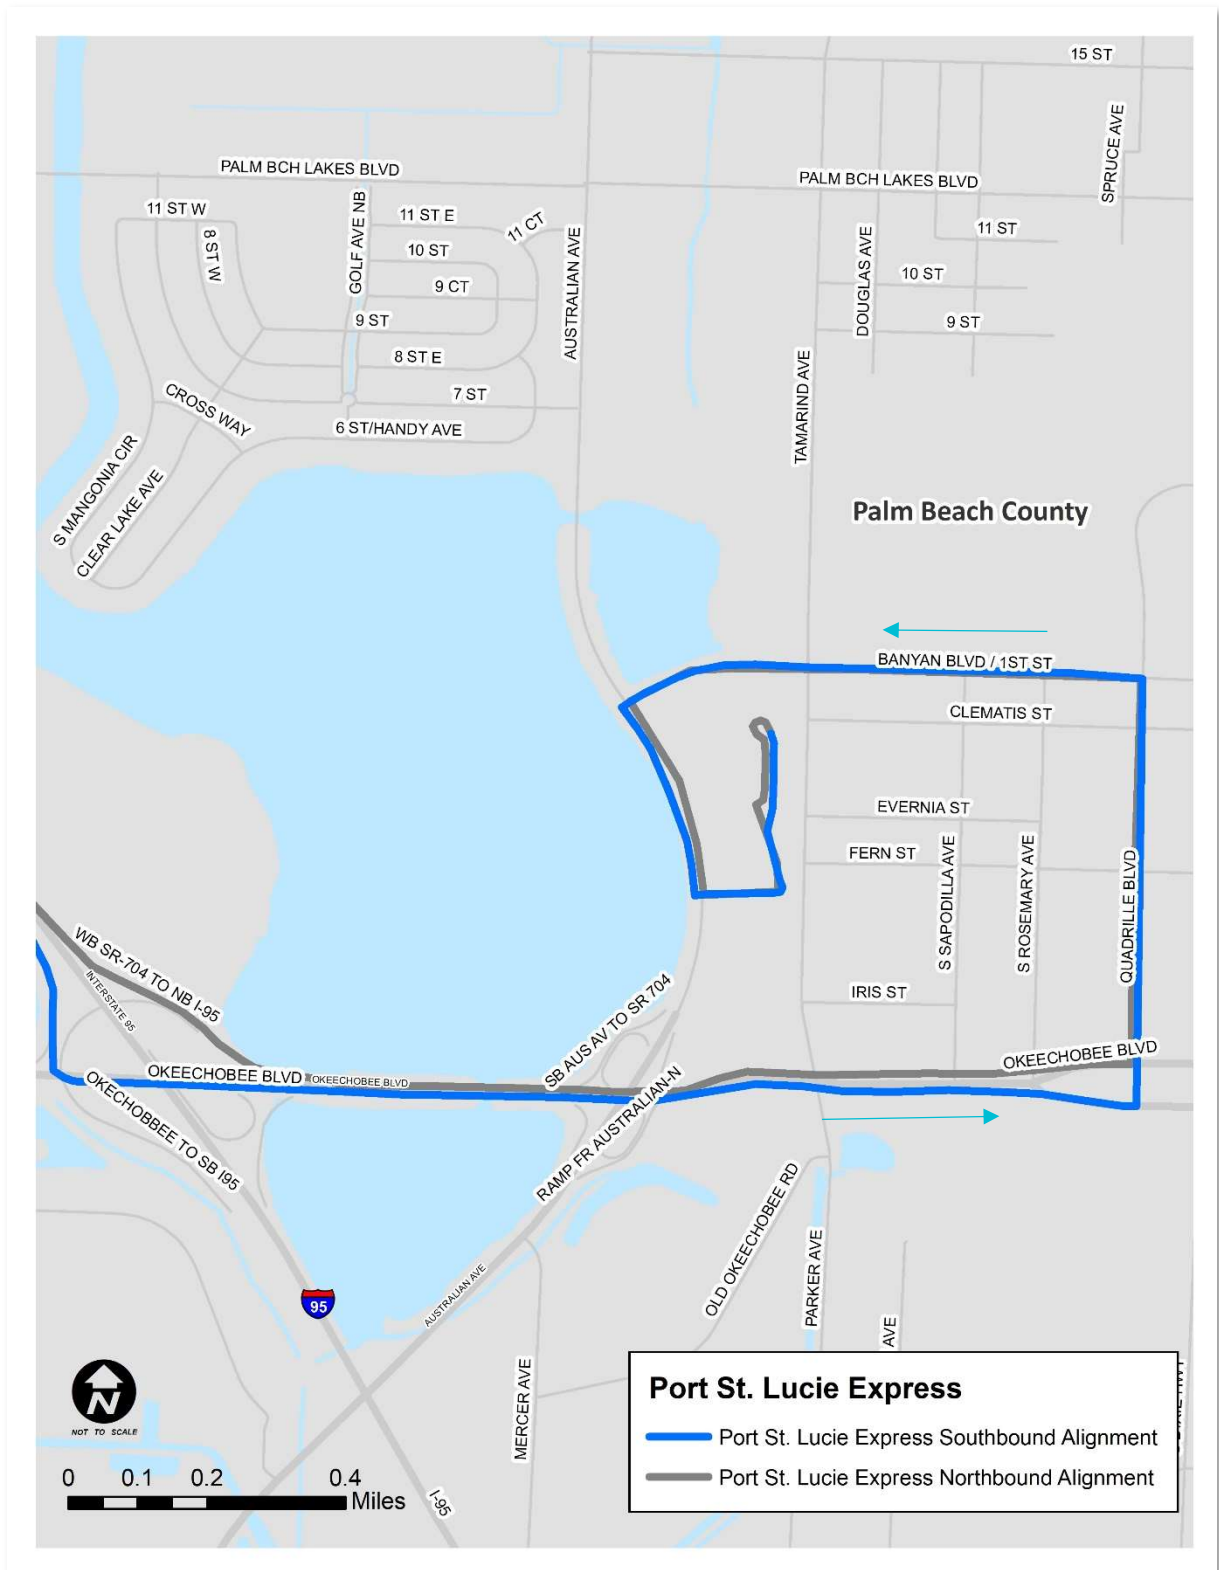 15 ST
SPRUCE AVE
PALM BCH LAKES BLVD
PALM BCH LAKES BLVD
11 ST W
8 ST W
GOLF AVE NB
11 ST E
11 CT
10 ST
9 CT
9 ST
8 ST E
7 ST
6 ST/HANDY AVE
CROSS WAY
S MANGONIA CIR
CLEAR LAKE AVE
AUSTRALIAN AVE
DOUGLAS AVE
11 ST
10 ST
9 ST
TAMARIND AVE
Palm Beach County
BANYAN BLVD / 1ST ST
CLEMATIS ST
EVERNIA ST
FERN ST
S SAPODILLA AVE
S ROSEMARY AVE
QUADRILLE BLVD
IRIS ST
WB SR-704 TO NB I-95
INTERSTATE 95
SB AUS AV TO SR 704
OKEECHOBEE BLVD
OKEECHOBEE BLVD
OKEECHOBEE BLVD
OKECHOBBEE TO SB I95
RAMP FR AUSTRALIAN-N
OLD OKEECHOBEE RD
PARKER AVE
AUSTRALIAN AVE
95
AVE
MERCER AVE
I-95
N
NOT TO SCALE
0 0.1 0.2 0.4
Miles
Port St. Lucie Express
Port St. Lucie Express Southbound Alignment
Port St. Lucie Express Northbound Alignment